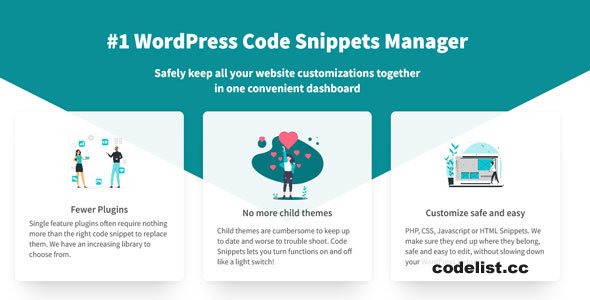 #1 WordPress Code Snippets Manager
Safely keep all your website customizations together
in one convenient dashboard
Fewer Plugins
Single feature plugins often require nothing
more than the right code snippet to replace
them. We have an increasing library to
choose from.
No more child themes
Child themes are cumbersome to keep up
to date and worse to trouble shoot. Code
Snippets lets you turn functions on and off
like a light switch!
Customize safe and easy
PHP, CSS, Javascript or HTML Snippets. We
make sure they end up where they belong,
safe and easy to edit, without slowing down
your WordPress
codelist.cc